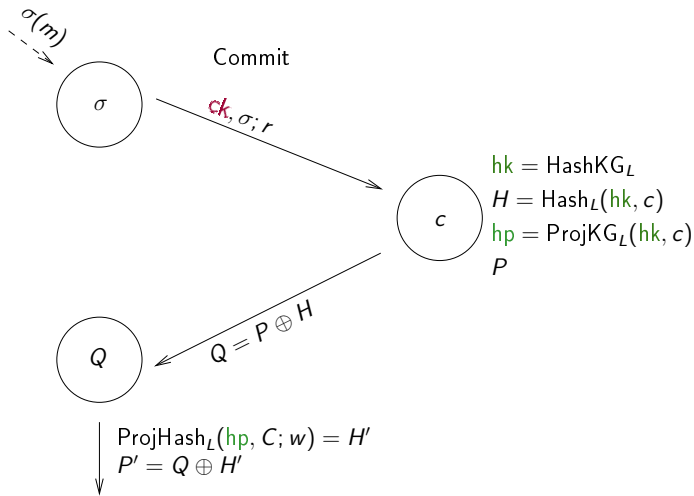 σ(m)
Commit
σ
ck, σ; r
hk = HashKG_L
H = Hash_L(hk, c)
c
hp = ProjKG_L(hk, c)
P
Q = P ⊕ H
Q
ProjHash_L(hp, C; w) = H′
P′ = Q ⊕ H′